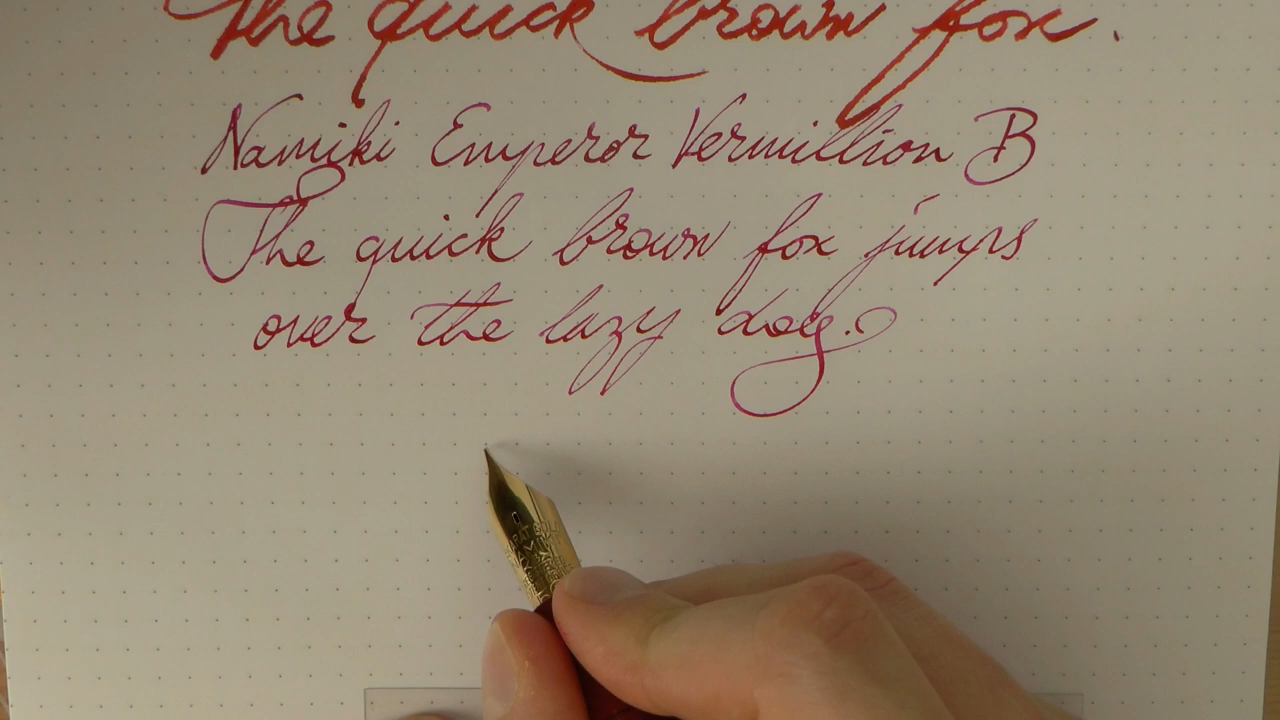 The quick brown fox.
Namiki Emperor Vermillion B
The quick brown fox jumps
over the lazy dog.